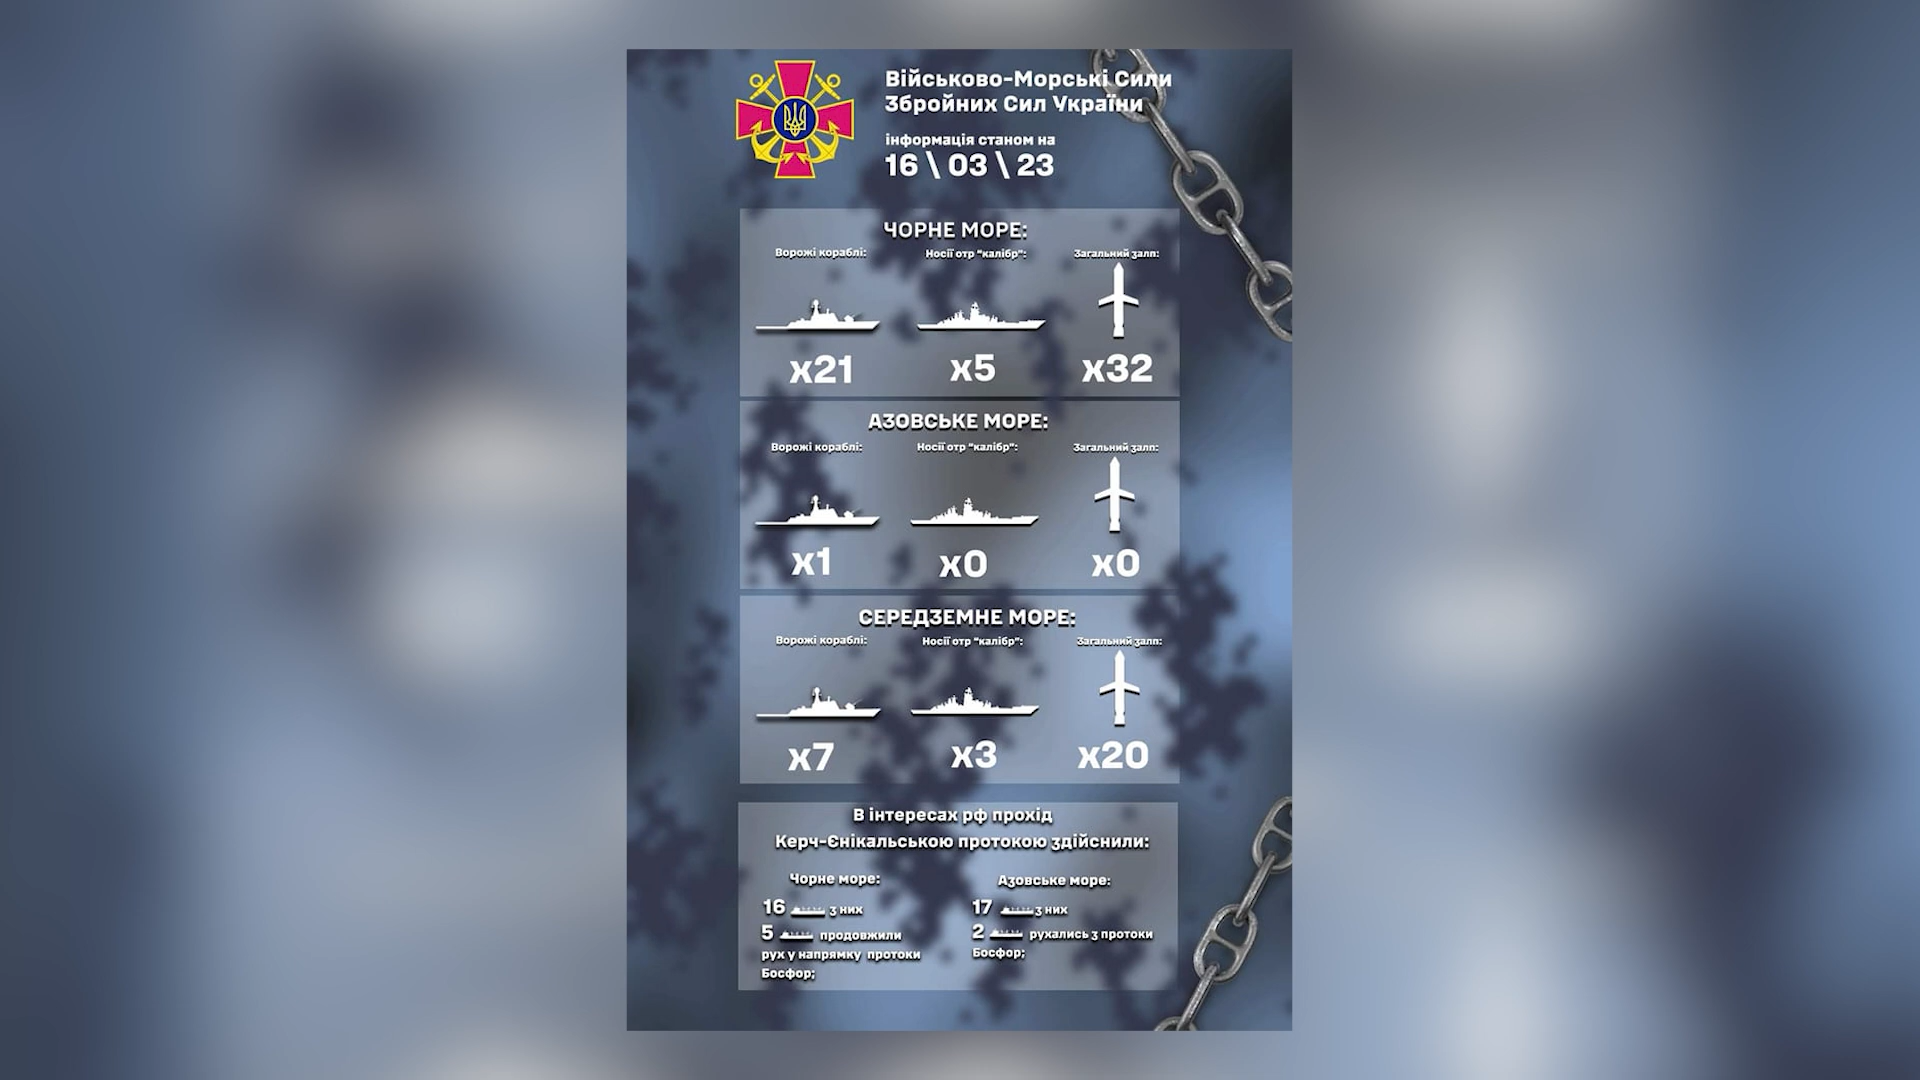 Військово-Морські Сили
Збройних Сил України
інформація станом на
16 \ 03 \ 23
ЧОРНЕ МОРЕ:
Ворожі кораблі:
Носії отр "калібр":
Загальний залп:
x21
x5
x32
АЗОВСЬКЕ МОРЕ:
Ворожі кораблі:
Носії отр "калібр":
Загальний залп:
x1
x0
x0
СЕРЕДЗЕМНЕ МОРЕ:
Ворожі кораблі:
Носії отр "калібр":
Загальний залп:
x7
x3
x20
В інтересах рф прохід
Керч-Єнікальською протокою здійснили:
Чорне море:
16 з них
5 продовжили
рух у напрямку протоки
Босфор;
Азовське море:
17 з них
2 рухались з протоки
Босфор;